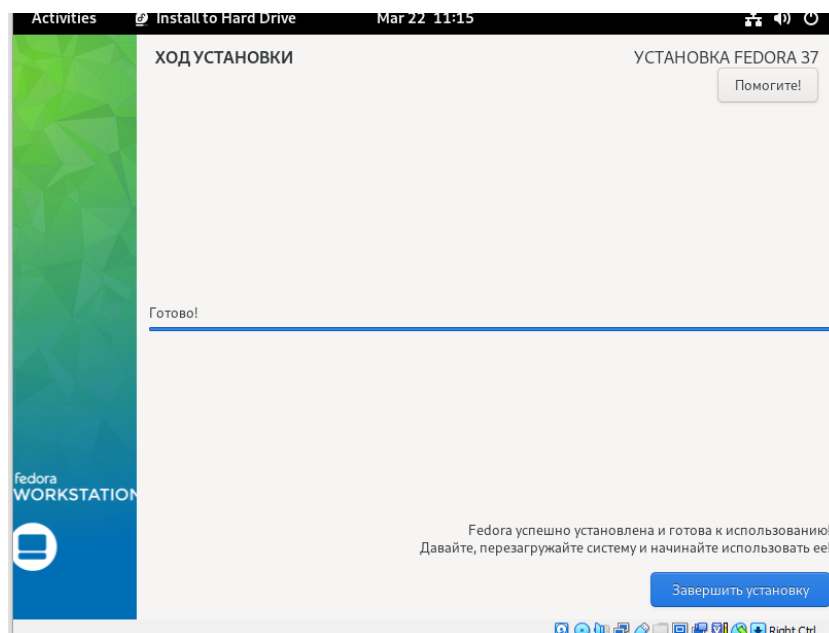 Activities Install to Hard Drive Mar 22 11:15
ХОД УСТАНОВКИ УСТАНОВКА FEDORA 37
Помогите!
Готово!
fedora
WORKSTATION
Fedora успешно установлена и готова к использованию!
Давайте, перезагружайте систему и начинайте использовать ее!
Завершить установку
Right Ctrl